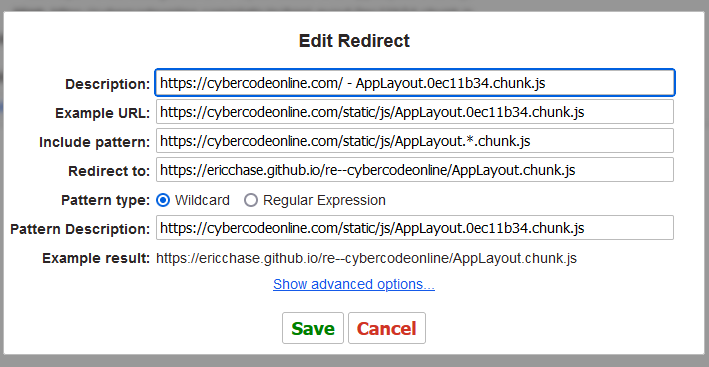 Edit Redirect
Description: https://cybercodeonline.com/ - AppLayout.0ec11b34.chunk.js
Example URL: https://cybercodeonline.com/static/js/AppLayout.0ec11b34.chunk.js
Include pattern: https://cybercodeonline.com/static/js/AppLayout.*.chunk.js
Redirect to: https://ericchase.github.io/re--cybercodeonline/AppLayout.chunk.js
Pattern type: Wildcard Regular Expression
Pattern Description: https://cybercodeonline.com/static/js/AppLayout.0ec11b34.chunk.js
Example result: https://ericchase.github.io/re--cybercodeonline/AppLayout.chunk.js
Show advanced options...
Save Cancel